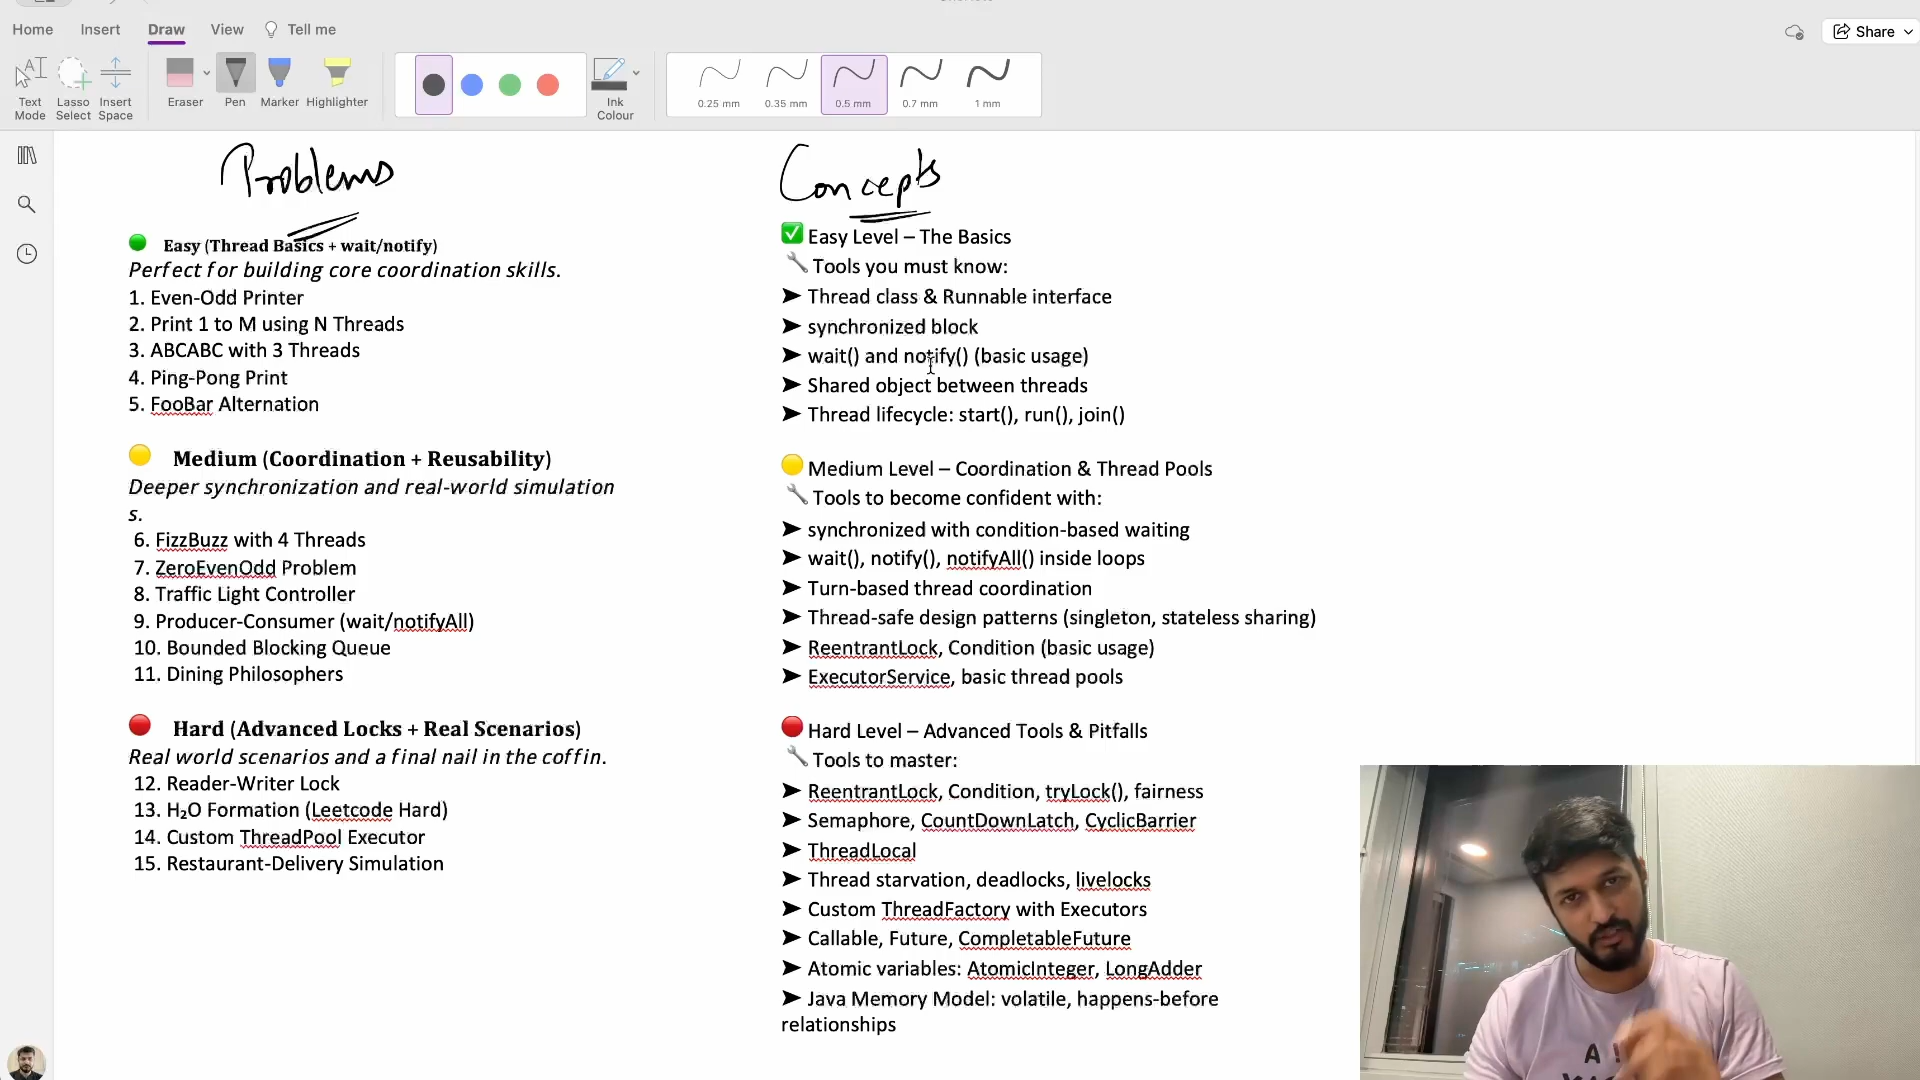 Home Insert Draw View Tell me
Share
Text Mode
Lasso Select
Insert Space
Eraser
Pen
Marker
Highlighter
Ink Colour
0.25 mm
0.35 mm
0.5 mm
0.7 mm
1 mm
Problems
Easy (Thread Basics + wait/notify)
Perfect for building core coordination skills.
1. Even-Odd Printer
2. Print 1 to M using N Threads
3. ABCABC with 3 Threads
4. Ping-Pong Print
5. FooBar Alternation
Medium (Coordination + Reusability)
Deeper synchronization and real-world simulation
s.
6. FizzBuzz with 4 Threads
7. ZeroEvenOdd Problem
8. Traffic Light Controller
9. Producer-Consumer (wait/notifyAll)
10. Bounded Blocking Queue
11. Dining Philosophers
Hard (Advanced Locks + Real Scenarios)
Real world scenarios and a final nail in the coffin.
12. Reader-Writer Lock
13. H₂O Formation (Leetcode Hard)
14. Custom ThreadPool Executor
15. Restaurant-Delivery Simulation
Concepts
✅ Easy Level – The Basics
🔧 Tools you must know:
➤ Thread class & Runnable interface
➤ synchronized block
➤ wait() and notify() (basic usage)
➤ Shared object between threads
➤ Thread lifecycle: start(), run(), join()
🟡 Medium Level – Coordination & Thread Pools
🔧 Tools to become confident with:
➤ synchronized with condition-based waiting
➤ wait(), notify(), notifyAll() inside loops
➤ Turn-based thread coordination
➤ Thread-safe design patterns (singleton, stateless sharing)
➤ ReentrantLock, Condition (basic usage)
➤ ExecutorService, basic thread pools
🔴 Hard Level – Advanced Tools & Pitfalls
🔧 Tools to master:
➤ ReentrantLock, Condition, tryLock(), fairness
➤ Semaphore, CountDownLatch, CyclicBarrier
➤ ThreadLocal
➤ Thread starvation, deadlocks, livelocks
➤ Custom ThreadFactory with Executors
➤ Callable, Future, CompletableFuture
➤ Atomic variables: AtomicInteger, LongAdder
➤ Java Memory Model: volatile, happens-before
relationships